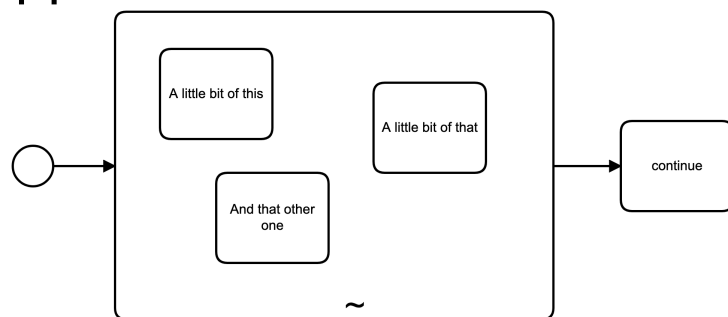 A little bit of this
A little bit of that
And that other
one
continue
~